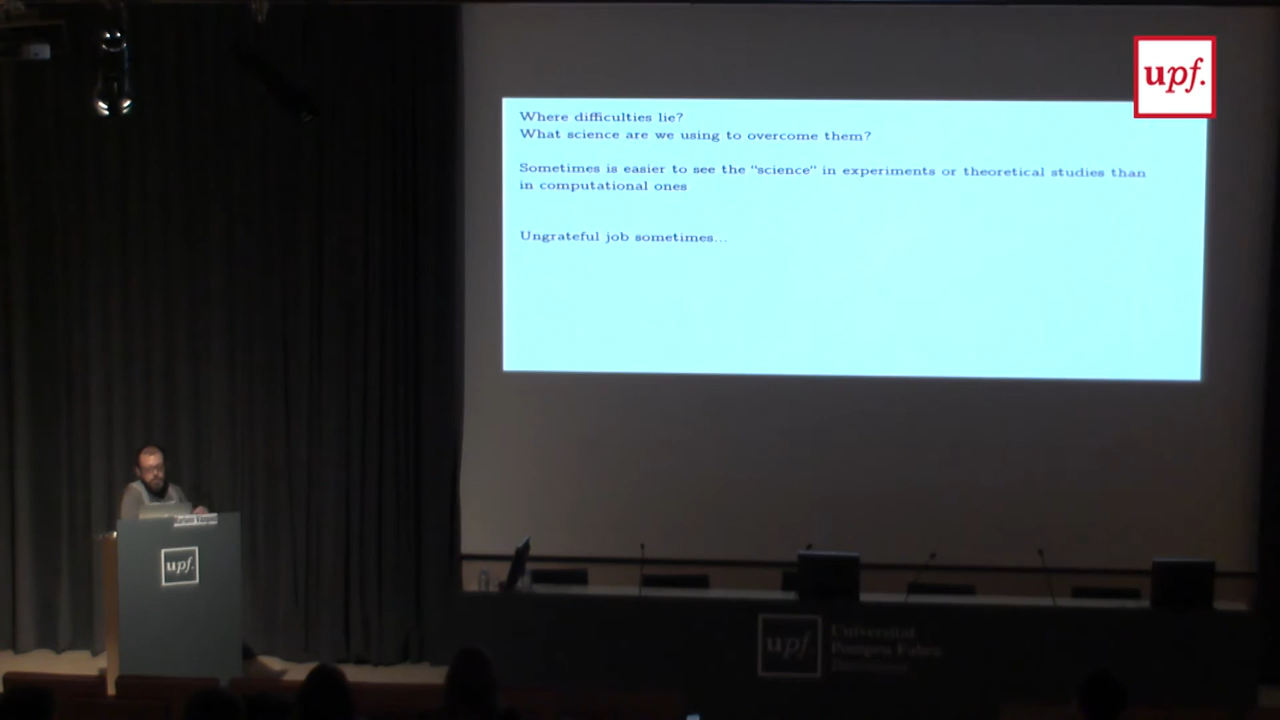 upf.
Where difficulties lie?
What science are we using to overcome them?
Sometimes is easier to see the "science" in experiments or theoretical studies than
in computational ones
Ungrateful job sometimes...
upf.
upf.
Universitat
Pompeu Fabra
Barcelona